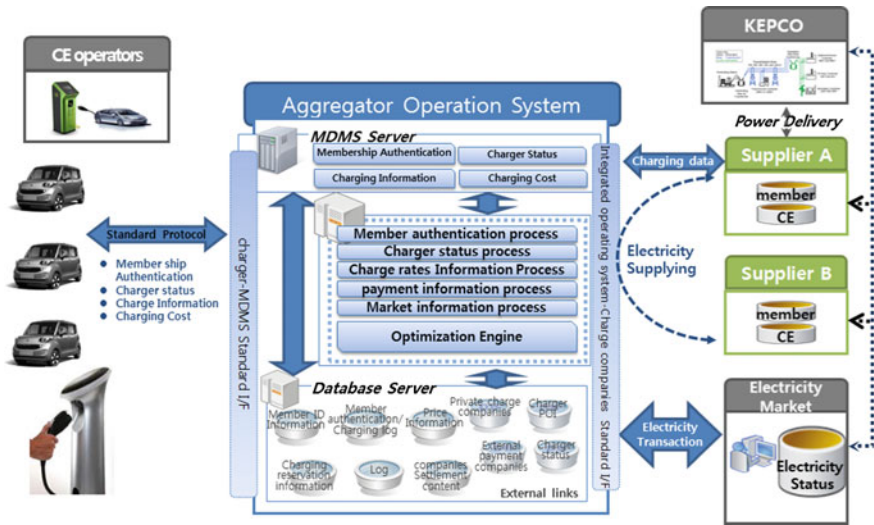 CE operators
Standard Protocol
Member ship
Authentication
Charger status
Charge Information
Charging Cost
Aggregator Operation System
MDMS Server
Membership Authentication
Charger Status
Charging Information
Charging Cost
charger-MDMS Standard I/F
Member authentication process
Charger status process
Charge rates Information Process
payment information process
Market information process
Optimization Engine
Database Server
Member ID
Information
Member
authentication/
Charging log
Price
Information
Private charge
companies
Charger
POI
Charging
reservation
information
Log
companies
Settlement
content
External
payment
companies
Charger
status
External links
Integrated operating system-Charge companies Standard I/F
Charging data
Electricity
Supplying
Electricity
Transaction
KEPCO
Power Delivery
Supplier A
member
CE
Supplier B
member
CE
Electricity
Market
Electricity
Status